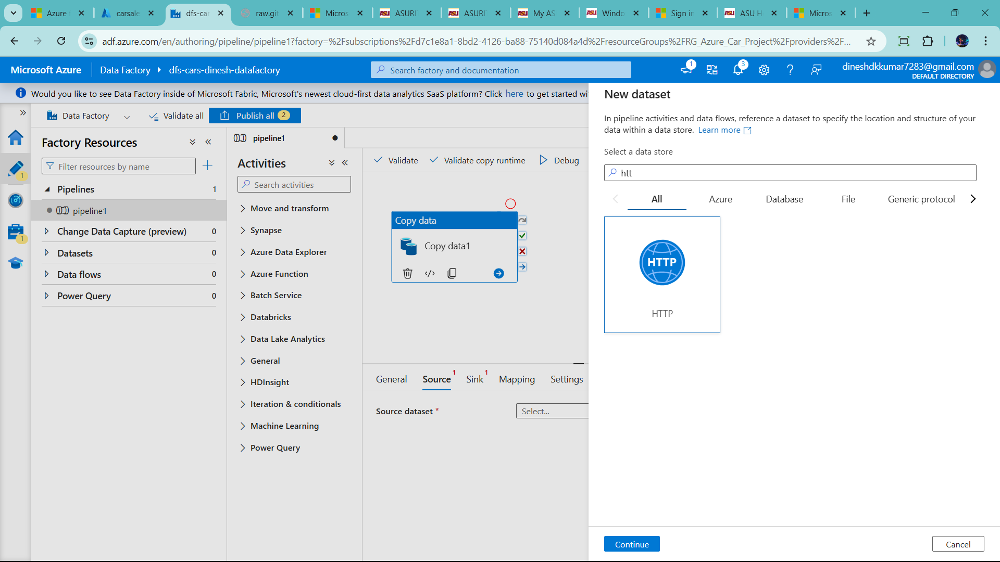 Azure
carsale
dfs-car
raw.git
Micros
ASURI
ASURI
My AS
Windo
Sign in
ASU H
Micros
adf.azure.com/en/authoring/pipeline/pipeline1?factory=%2Fsubscriptions%2Fd7c1e8a1-8bd2-4126-ba88-75140d084a4d%2FresourceGroups%2FRG_Azure_Car_Project%2Fproviders%2F...
Microsoft Azure
Data Factory
dfs-cars-dinesh-datafactory
Search factory and documentation
1
3
dineshdkkumar7283@gmail.com
DEFAULT DIRECTORY
Would you like to see Data Factory inside of Microsoft Fabric, Microsoft's newest cloud-first data analytics SaaS platform? Click here to get started wi
Data Factory
Validate all
Publish all 2
1
1
Factory Resources
Filter resources by name
Pipelines 1
pipeline1
Change Data Capture (preview) 0
Datasets 0
Data flows 0
Power Query 0
pipeline1
Activities
Search activities
Move and transform
Synapse
Azure Data Explorer
Azure Function
Batch Service
Databricks
Data Lake Analytics
General
HDInsight
Iteration & conditionals
Machine Learning
Power Query
Validate
Validate copy runtime
Debug
Copy data
Copy data1
General
Source 1
Sink 1
Mapping
Settings
Source dataset *
Select...
New dataset
In pipeline activities and data flows, reference a dataset to specify the location and structure of your
data within a data store. Learn more
Select a data store
htt
All
Azure
Database
File
Generic protocol
HTTP
HTTP
Continue
Cancel